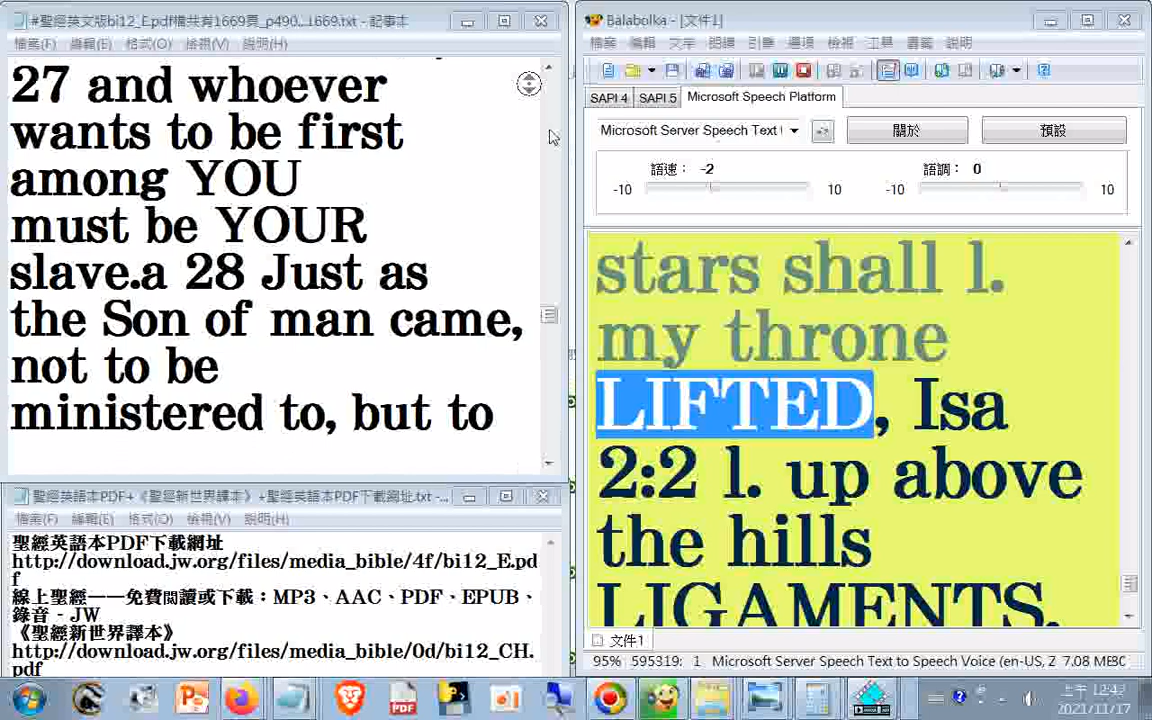 #聖經英文版bi12_E.pdf檔共有1669頁_p490..._1669.txt - 記事本
檔案(F) 編輯(E) 格式(O) 檢視(V) 說明(H)
27 and whoever
wants to be first
among YOU
must be YOUR
slave.a 28 Just as
the Son of man came,
not to be
ministered to, but to
聖經英語本PDF+《聖經新世界譯本》+聖經英語本PDF下載網址.txt - ...
檔案(F) 編輯(E) 格式(O) 檢視(V) 說明(H)
聖經英語本PDF下載網址
http://download.jw.org/files/media_bible/4f/bi12_E.pd
f
線上聖經──免費閱讀或下載：MP3、AAC、PDF、EPUB、
錄音 - JW
《聖經新世界譯本》
http://download.jw.org/files/media_bible/0d/bi12_CH.
pdf
Balabolka - [文件1]
檔案 編輯 文字 朗讀 引擎 選項 檢視 工具 書籤 說明
SAPI 4 SAPI 5 Microsoft Speech Platform
Microsoft Server Speech Text 關於 預設
語速： -2 語調： 0
-10 10 -10 10
stars shall l.
my throne
LIFTED, Isa
2:2 l. up above
the hills
LIGAMENTS,
文件1
95% 595319: 1 Microsoft Server Speech Text to Speech Voice (en-US, Z 7.08 MB
PDF
上午 12:43
2021/11/17